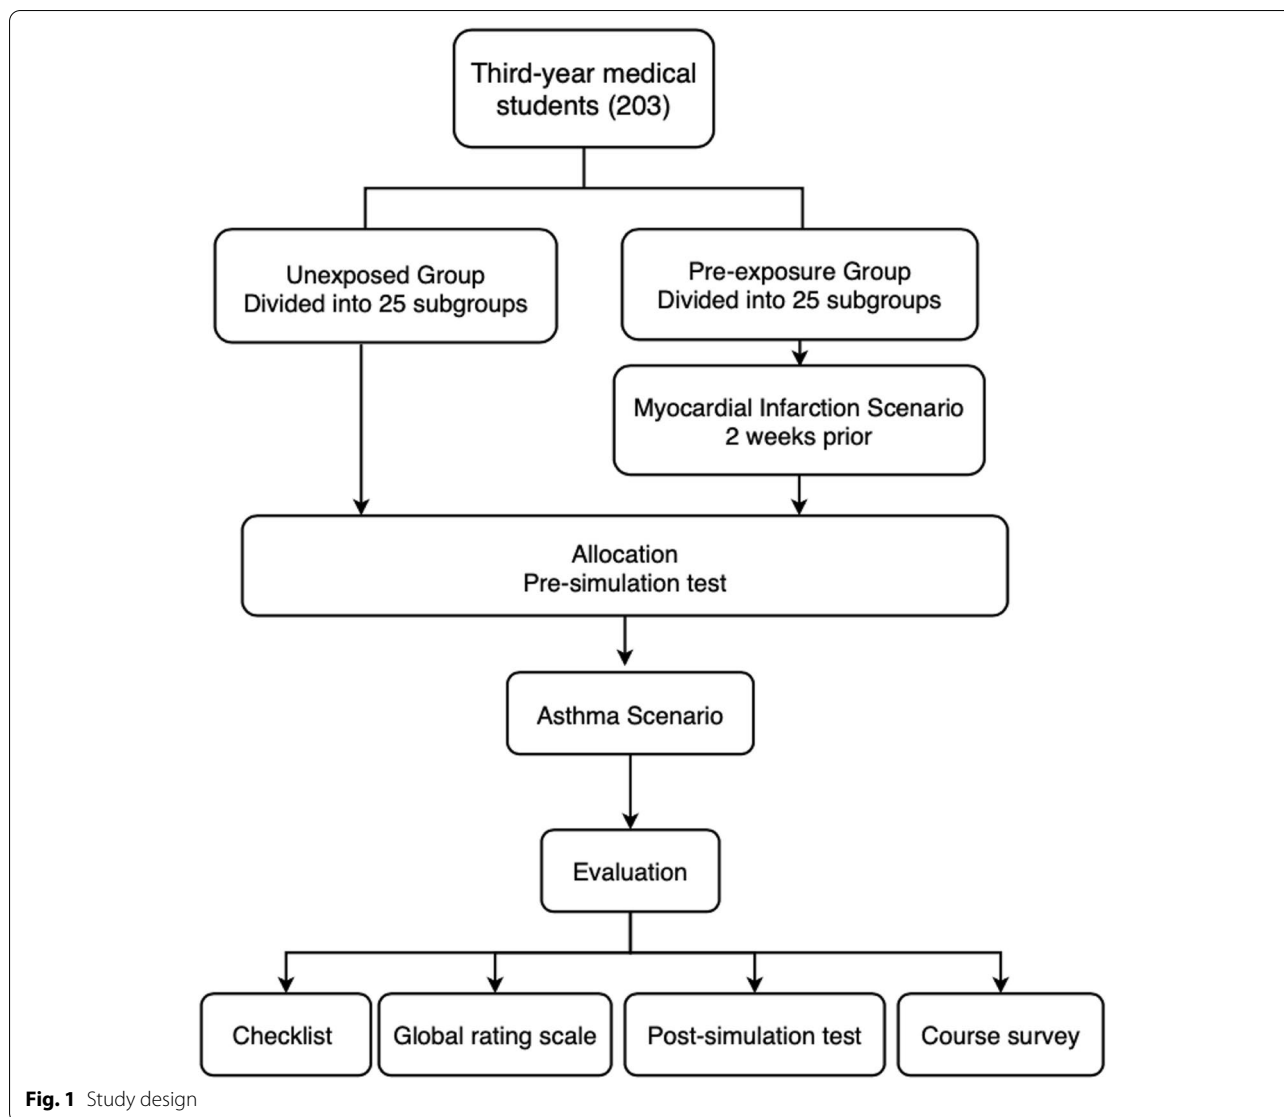 Third-year medical
students (203)
Unexposed Group
Divided into 25 subgroups
Pre-exposure Group
Divided into 25 subgroups
Myocardial Infarction Scenario
2 weeks prior
Allocation
Pre-simulation test
Asthma Scenario
Evaluation
Checklist
Global rating scale
Post-simulation test
Course survey
Fig. 1 Study design